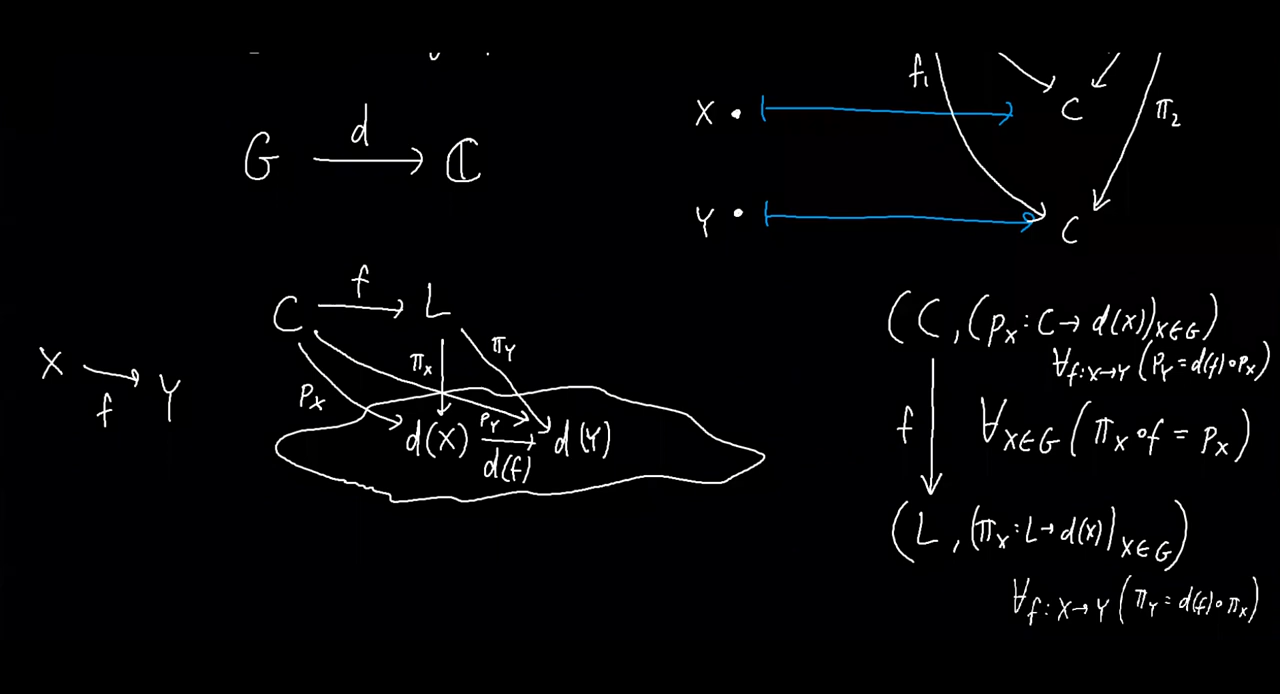 f₁
C
X
π₂
d
G → ℂ
Y
C
f
C → L
(C, (p_X : C → d(X))_{X∈G})
π_X
π_Y
∀_{f:X→Y} (p_Y = d(f)∘p_X)
X → Y
f
p_X
f
∀_{X∈G} (π_X∘f = p_X)
p_Y
d(X) → d(Y)
d(f)
(L, (π_X : L → d(X))_{X∈G})
∀_{f:X→Y} (π_Y = d(f)∘π_X)